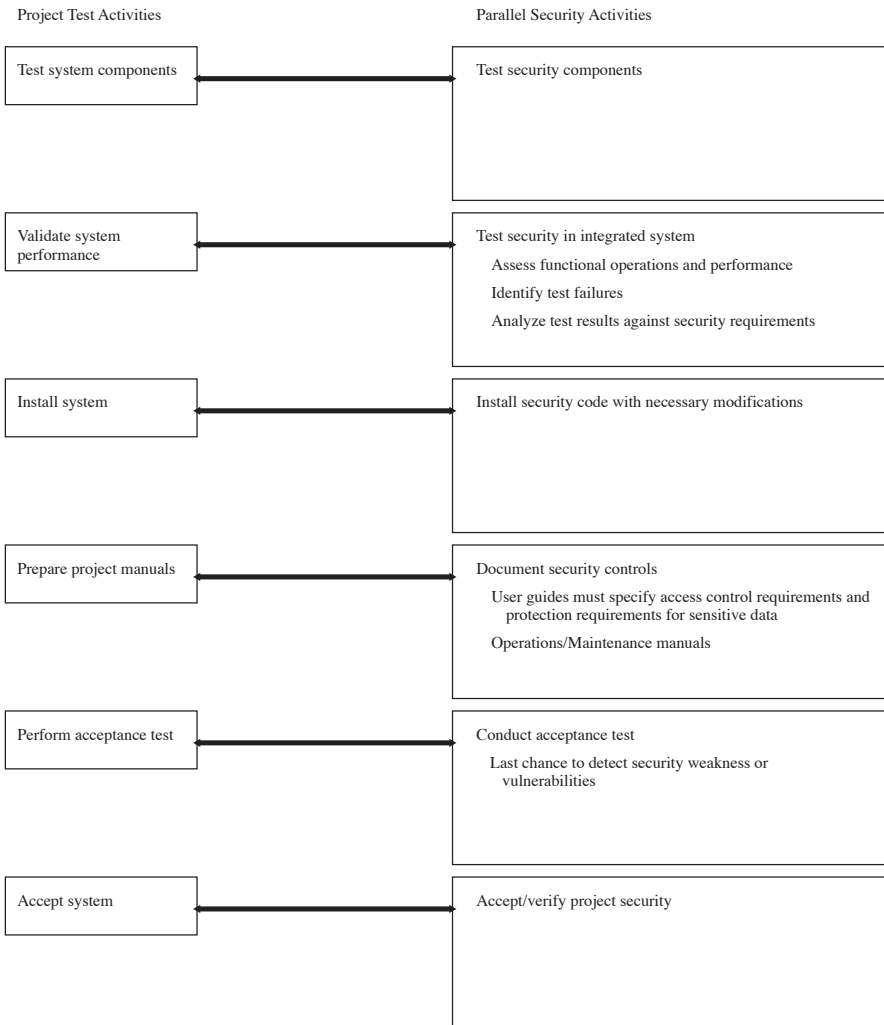 Project Test Activities
Parallel Security Activities
Test system components
Test security components
Validate system
performance
Test security in integrated system
Assess functional operations and performance
Identify test failures
Analyze test results against security requirements
Install system
Install security code with necessary modifications
Prepare project manuals
Document security controls
User guides must specify access control requirements and
protection requirements for sensitive data
Operations/Maintenance manuals
Perform acceptance test
Conduct acceptance test
Last chance to detect security weakness or
vulnerabilities
Accept system
Accept/verify project security